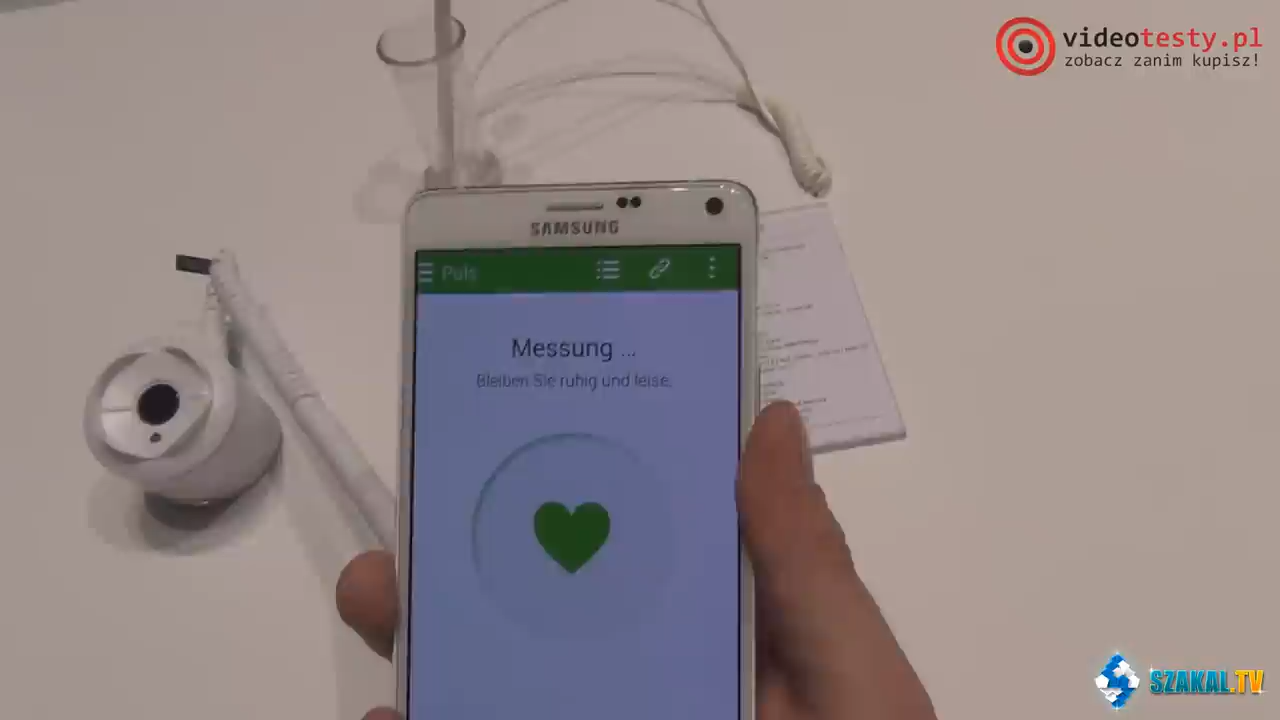 videotesty.pl
zobacz zanim kupisz!
SAMSUNG
Puls
Messung ...
Bleiben Sie ruhig und leise.
SZAKAL.TV